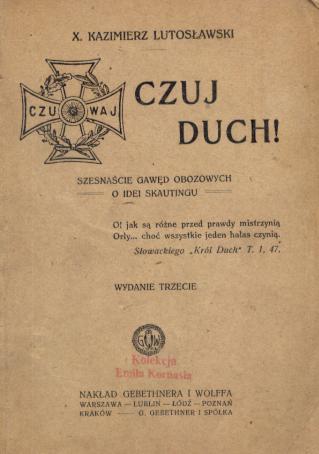 X. KAZIMIERZ LUTOSŁAWSKI
CZUWAJ
CZUJ
DUCH!
SZESNAŚCIE GAWĘD OBOZOWYCH
O IDEI SKAUTINGU
O! jak są różne przed prawdy mistrzynią
Orły... choć wszystkie jeden hałas czynią.
Słowackiego „Król Duch" T. 1, 47.
WYDANIE TRZECIE
GW
Kolekcja
Emila Kornasia
NAKŁAD GEBETHNERA I WOLFFA
WARSZAWA — LUBLIN — ŁÓDŹ — POZNAŃ
KRAKÓW — G. GEBETHNER I SPÓŁKA